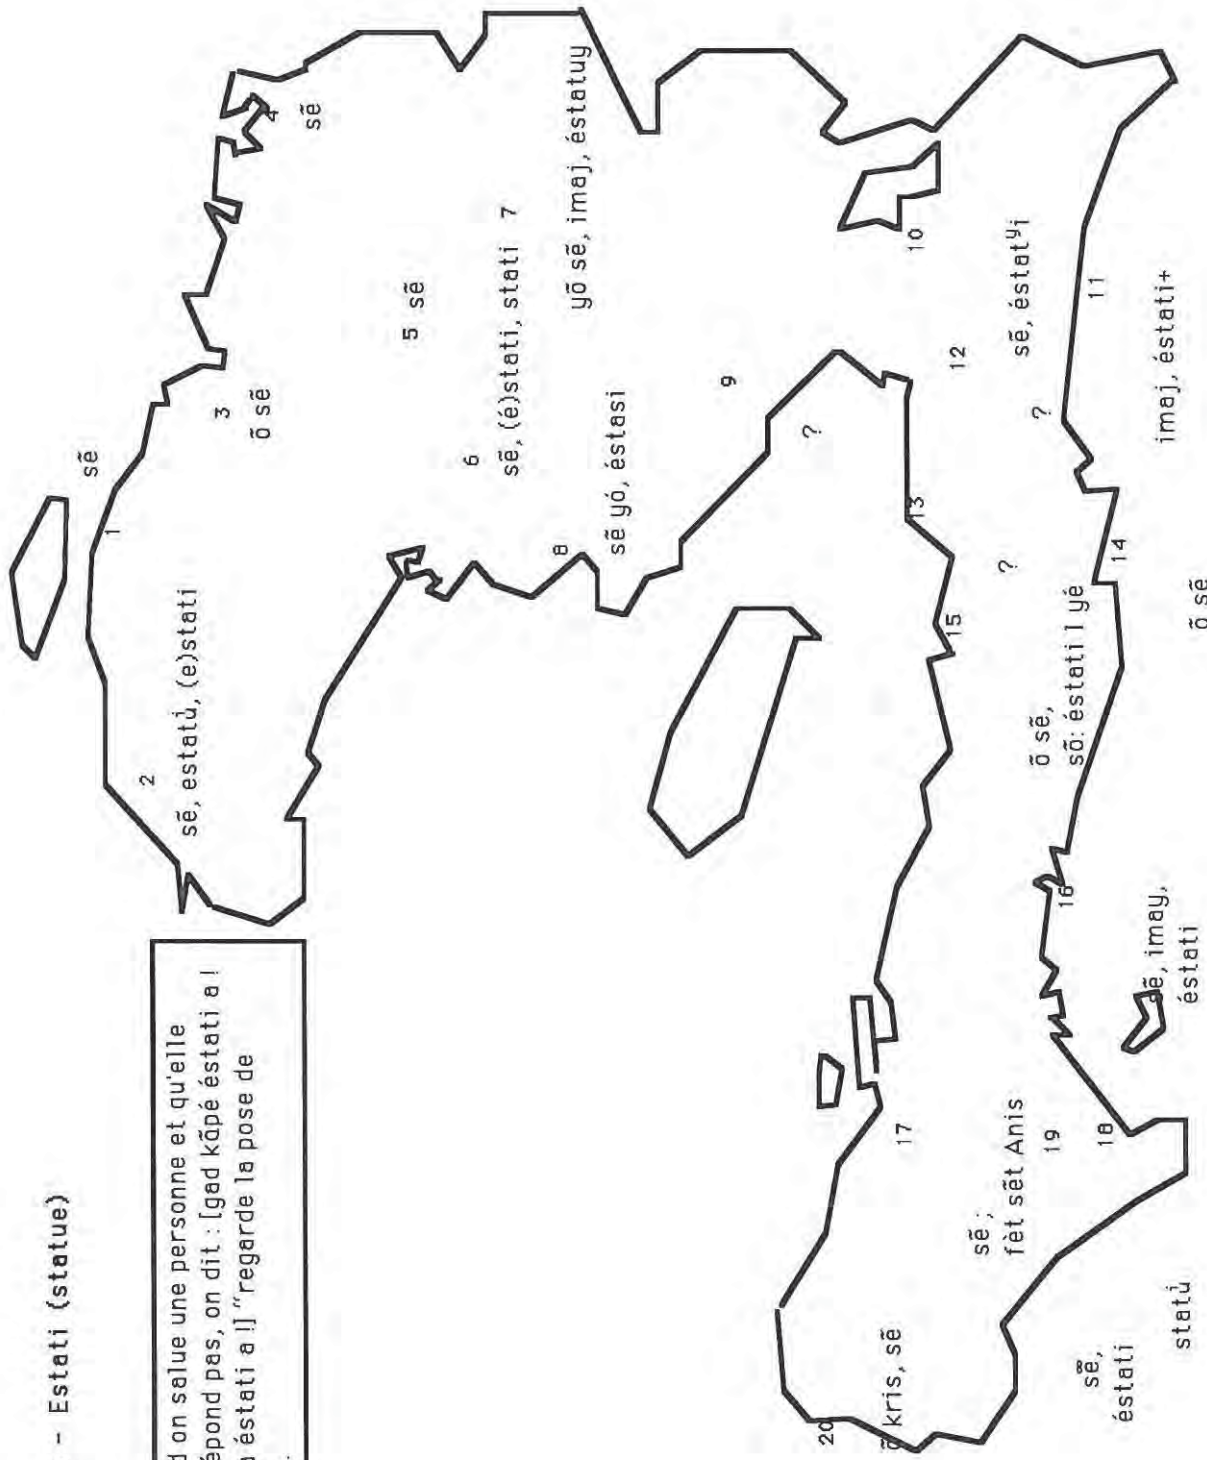 - Estati (statue)
d on salue une personne et qu'elle
épond pas, on dit : [gad kãpé éstati a !
éstati a !] "regarde la pose de
1
sẽ
2
sẽ, estatù, (e)stati
3
õ sẽ
4
sẽ
5 sẽ
6
sẽ, (é)stati, stati 7
yõ sẽ, imaj, éstatuy
8
sẽ yó, éstasi
9
?
10
sẽ, éstatʸi
11
imaj, éstati+
12
?
13
?
14
õ sẽ
15
õ sẽ,
sõ: éstati l yé
16
sẽ, imay,
éstati
17
sẽ ;
fèt sẽt Anis
19
18
statù
sẽ,
éstati
20
õ kris, sẽ